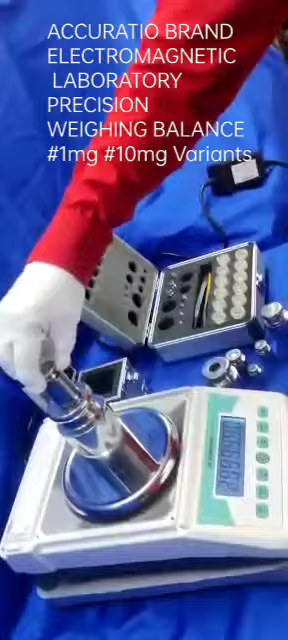 ACCURATIO BRAND
ELECTROMAGNETIC
LABORATORY
PRECISION
WEIGHING BALANCE
#1mg #10mg Variants